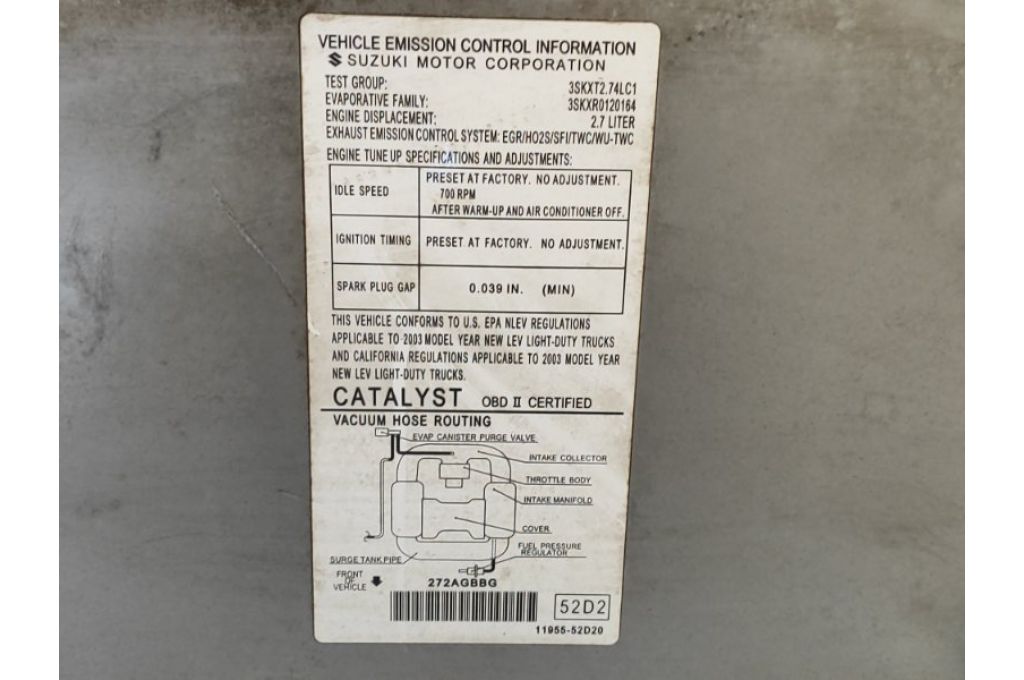 VEHICLE EMISSION CONTROL INFORMATION
SUZUKI MOTOR CORPORATION
TEST GROUP: 3SKXT2.74LC1
EVAPORATIVE FAMILY: 3SKXR0120164
ENGINE DISPLACEMENT: 2.7 LITER
EXHAUST EMISSION CONTROL SYSTEM: EGR/HO2S/SFI/TWC/WU-TWC
ENGINE TUNE UP SPECIFICATIONS AND ADJUSTMENTS:
IDLE SPEED
PRESET AT FACTORY. NO ADJUSTMENT.
700 RPM
AFTER WARM-UP AND AIR CONDITIONER OFF.
IGNITION TIMING
PRESET AT FACTORY. NO ADJUSTMENT.
SPARK PLUG GAP
0.039 IN. (MIN)
THIS VEHICLE CONFORMS TO U.S. EPA NLEV REGULATIONS
APPLICABLE TO 2003 MODEL YEAR NEW LEV LIGHT-DUTY TRUCKS
AND CALIFORNIA REGULATIONS APPLICABLE TO 2003 MODEL YEAR
NEW LEV LIGHT-DUTY TRUCKS.
CATALYST OBD II CERTIFIED
VACUUM HOSE ROUTING
EVAP CANISTER PURGE VALVE
INTAKE COLLECTOR
THROTTLE BODY
INTAKE MANIFOLD
COVER
FUEL PRESSURE
REGULATOR
SURGE TANK PIPE
FRONT
OF
VEHICLE
272AGBBG
52D2
11955-52D20